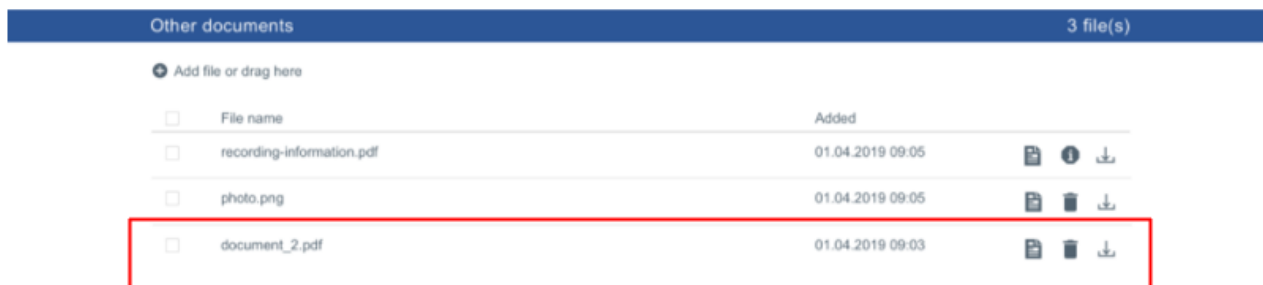 Other documents 3 file(s)
Add file or drag here
File name Added
recording-information.pdf 01.04.2019 09:05
photo.png 01.04.2019 09:05
document_2.pdf 01.04.2019 09:03